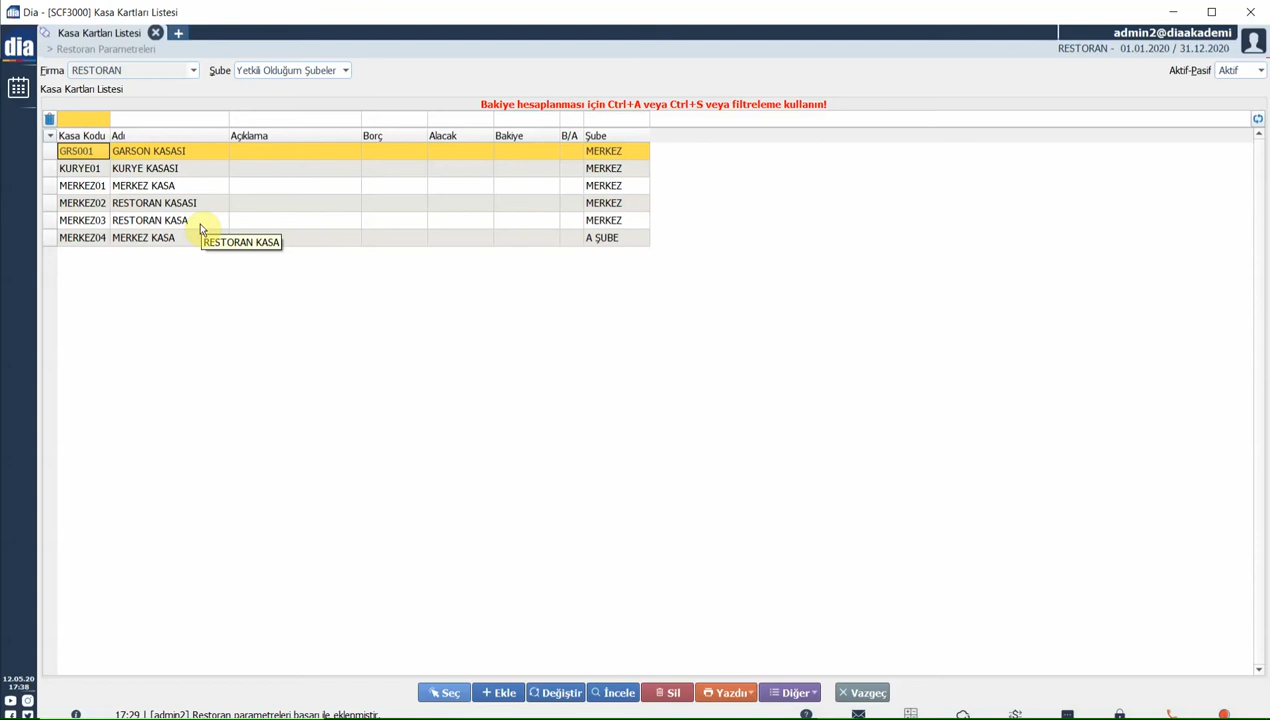 Dia - [SCF3000] Kasa Kartları Listesi
dia
Kasa Kartları Listesi
admin2@diaakademi
> Restoran Parametreleri
RESTORAN - 01.01.2020 / 31.12.2020
Firma RESTORAN Şube Yetkili Olduğum Şubeler Aktif-Pasif Aktif
Kasa Kartları Listesi
Bakiye hesaplanması için Ctrl+A veya Ctrl+S veya filtreleme kullanın!
Kasa Kodu Adı Açıklama Borç Alacak Bakiye B/A Şube
GRS001 GARSON KASASI MERKEZ
KURYE01 KURYE KASASI MERKEZ
MERKEZ01 MERKEZ KASA MERKEZ
MERKEZ02 RESTORAN KASASI MERKEZ
MERKEZ03 RESTORAN KASA MERKEZ
MERKEZ04 MERKEZ KASA A ŞUBE
RESTORAN KASA
12.05.20
17:38
Seç Ekle Değiştir İncele Sil Yazdır Diğer Vazgeç
17:29 | [admin2] Restoran parametreleri başarı ile eklenmiştir.